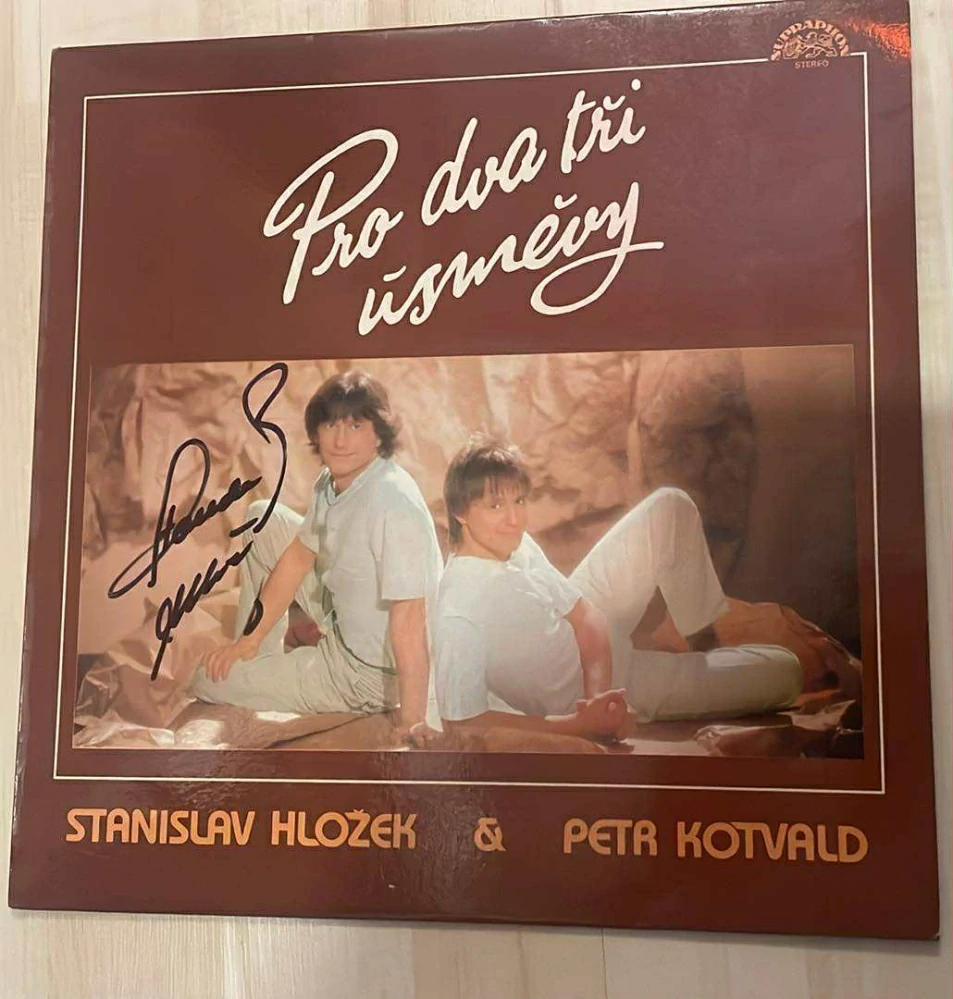 SUPRAPHON
STEREO
Pro dva tři
úsměvy
STANISLAV HLOŽEK & PETR KOTVALD